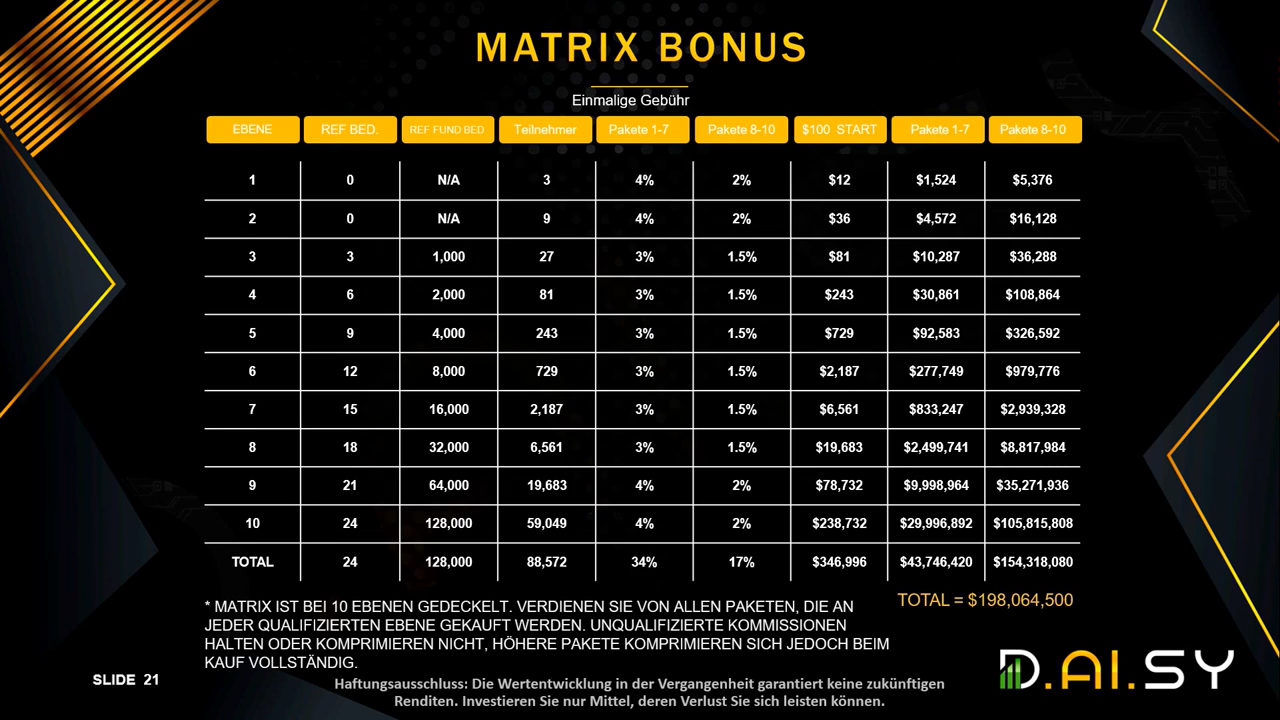 MATRIX BONUS
Einmalige Gebühr
EBENE REF BED. REF FUND BED Teilnehmer Pakete 1-7 Pakete 8-10 $100 START Pakete 1-7 Pakete 8-10
1 0 N/A 3 4% 2% $12 $1,524 $5,376
2 0 N/A 9 4% 2% $36 $4,572 $16,128
3 3 1,000 27 3% 1.5% $81 $10,287 $36,288
4 6 2,000 81 3% 1.5% $243 $30,861 $108,864
5 9 4,000 243 3% 1.5% $729 $92,583 $326,592
6 12 8,000 729 3% 1.5% $2,187 $277,749 $979,776
7 15 16,000 2,187 3% 1.5% $6,561 $833,247 $2,939,328
8 18 32,000 6,561 3% 1.5% $19,683 $2,499,741 $8,817,984
9 21 64,000 19,683 4% 2% $78,732 $9,998,964 $35,271,936
10 24 128,000 59,049 4% 2% $238,732 $29,996,892 $105,815,808
TOTAL 24 128,000 88,572 34% 17% $346,996 $43,746,420 $154,318,080
TOTAL = $198,064,500
* MATRIX IST BEI 10 EBENEN GEDECKELT. VERDIENEN SIE VON ALLEN PAKETEN, DIE AN
JEDER QUALIFIZIERTEN EBENE GEKAUFT WERDEN. UNQUALIFIZIERTE KOMMISSIONEN
HALTEN ODER KOMPRIMIEREN NICHT, HÖHERE PAKETE KOMPRIMIEREN SICH JEDOCH BEIM
KAUF VOLLSTÄNDIG.
SLIDE 21
Haftungsausschluss: Die Wertentwicklung in der Vergangenheit garantiert keine zukünftigen
Renditen. Investieren Sie nur Mittel, deren Verlust Sie sich leisten können.
D.AI.SY